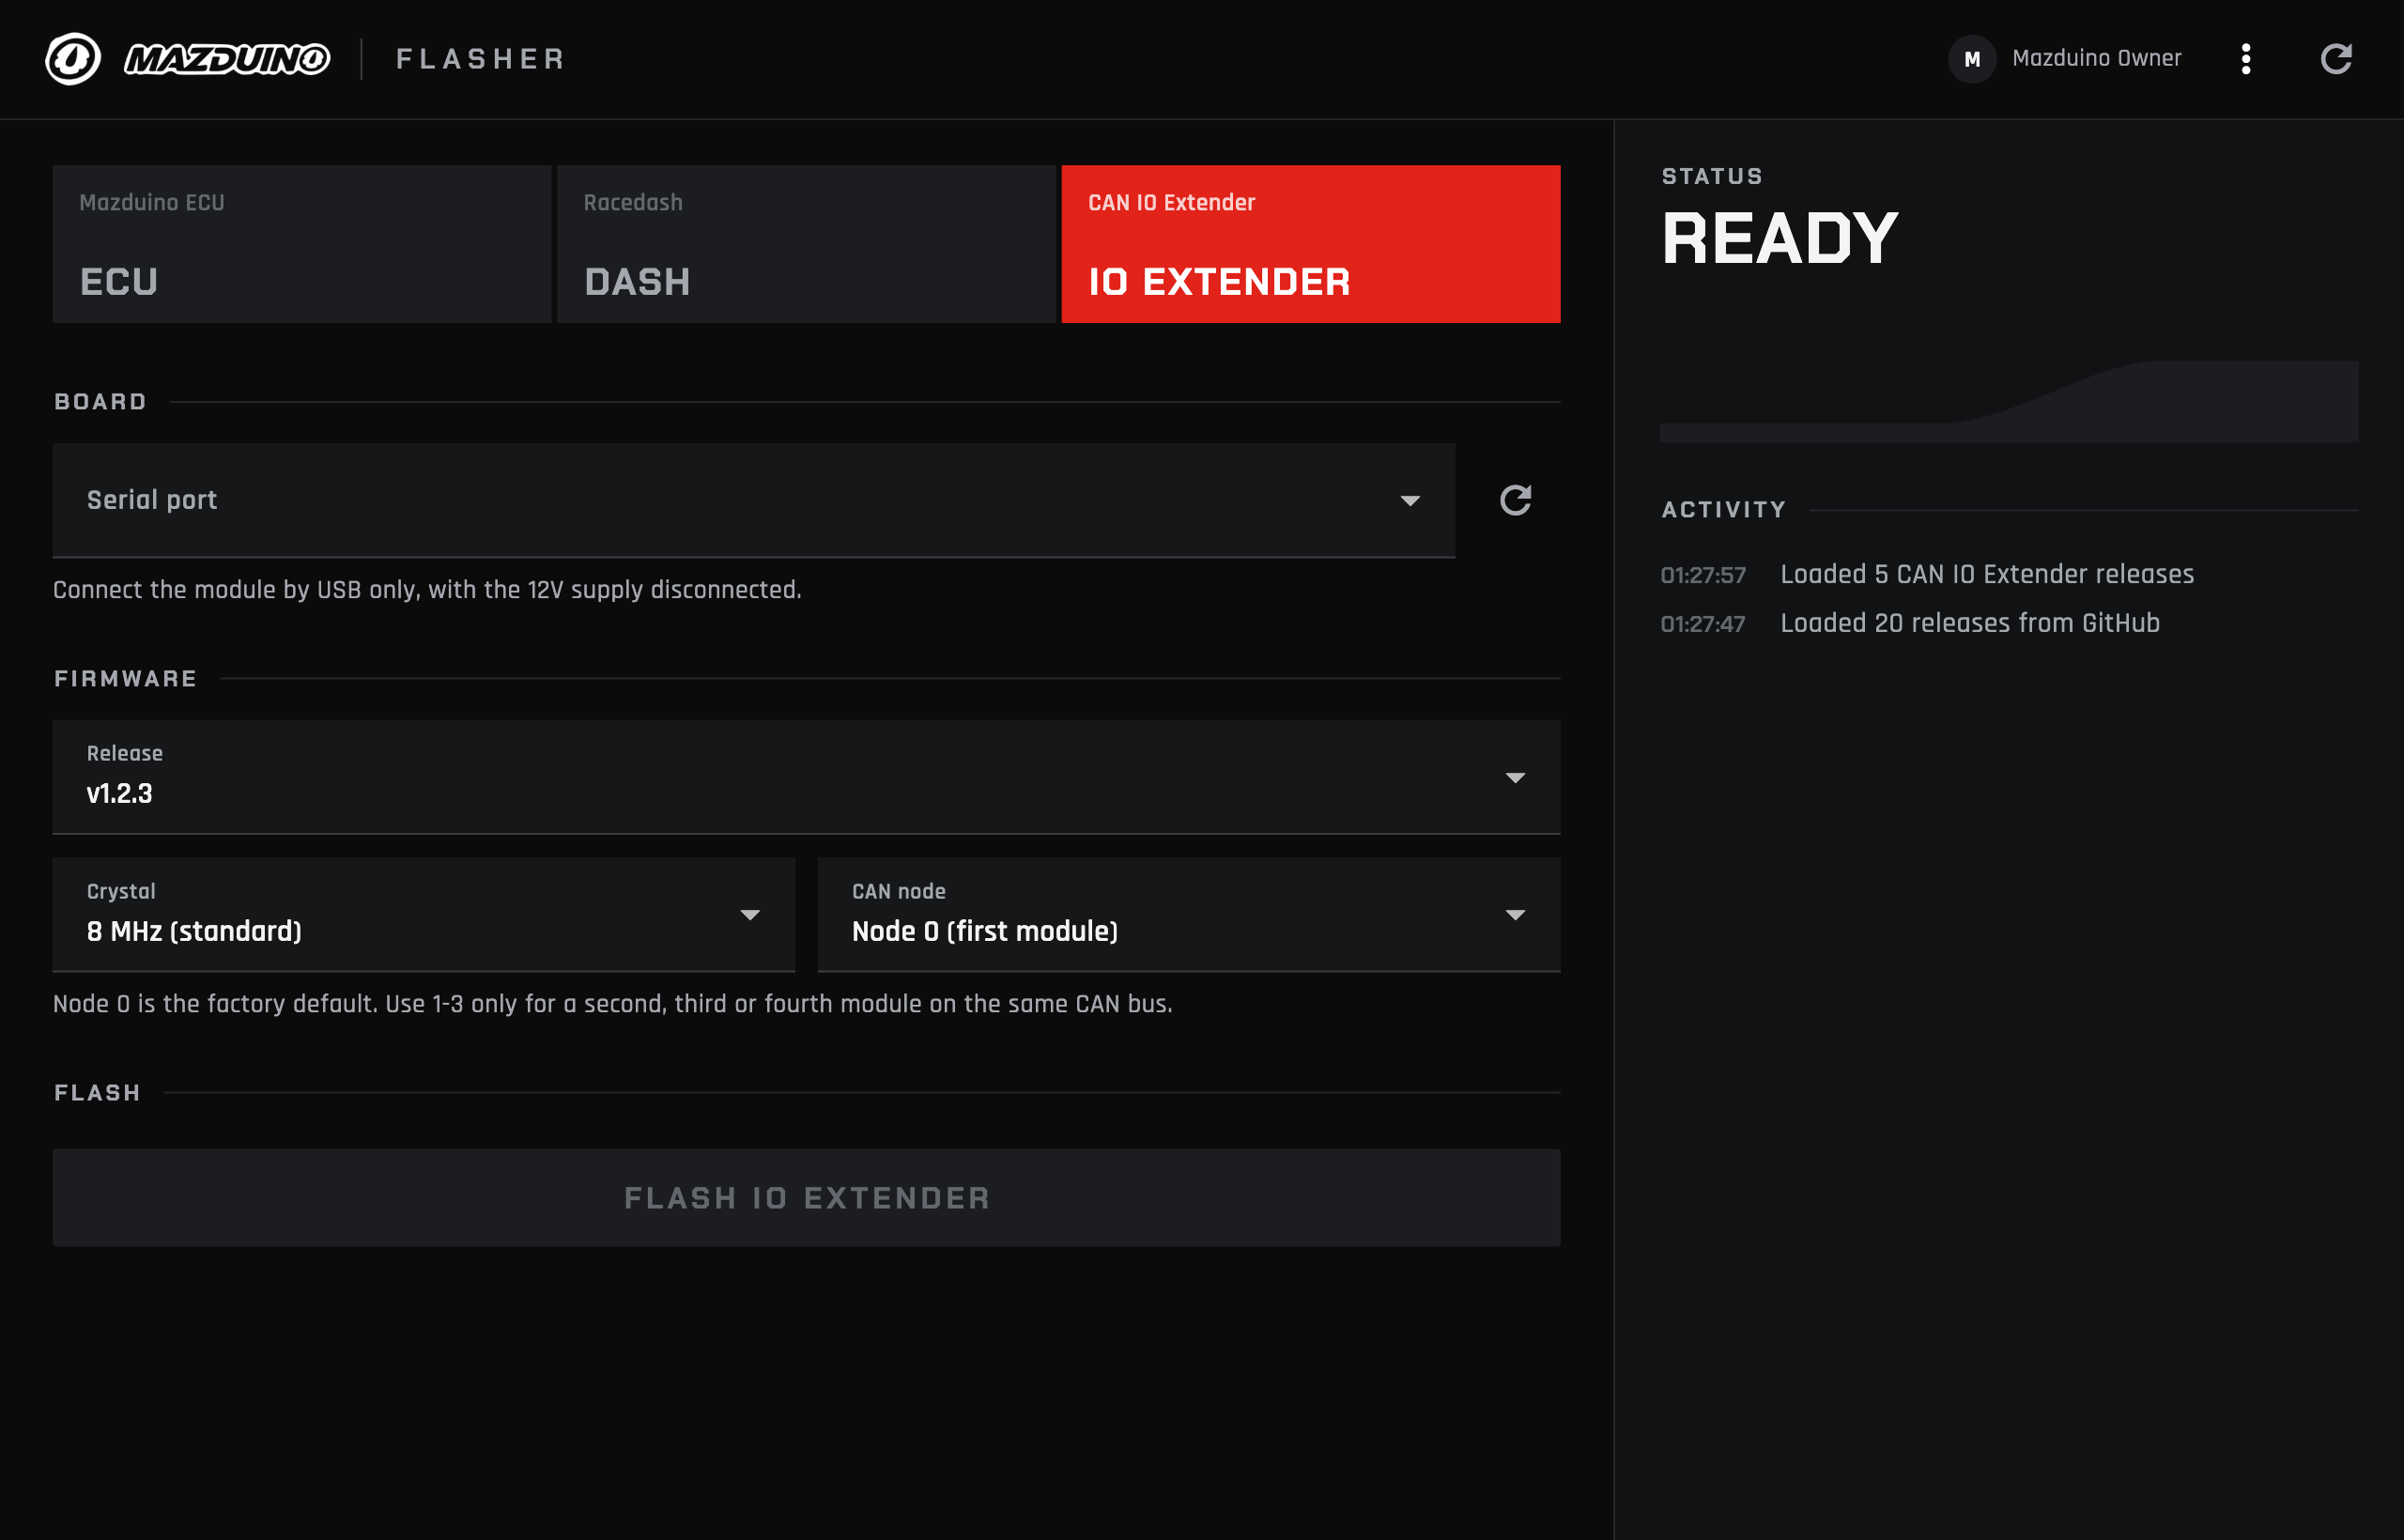 MAZDUINO
FLASHER
M
Mazduino Owner
Mazduino ECU
ECU
Racedash
DASH
CAN IO Extender
IO EXTENDER
BOARD
Serial port
Connect the module by USB only, with the 12V supply disconnected.
FIRMWARE
Release
v1.2.3
Crystal
8 MHz (standard)
CAN node
Node 0 (first module)
Node 0 is the factory default. Use 1-3 only for a second, third or fourth module on the same CAN bus.
FLASH
FLASH IO EXTENDER
STATUS
READY
ACTIVITY
01:27:57 Loaded 5 CAN IO Extender releases
01:27:47 Loaded 20 releases from GitHub